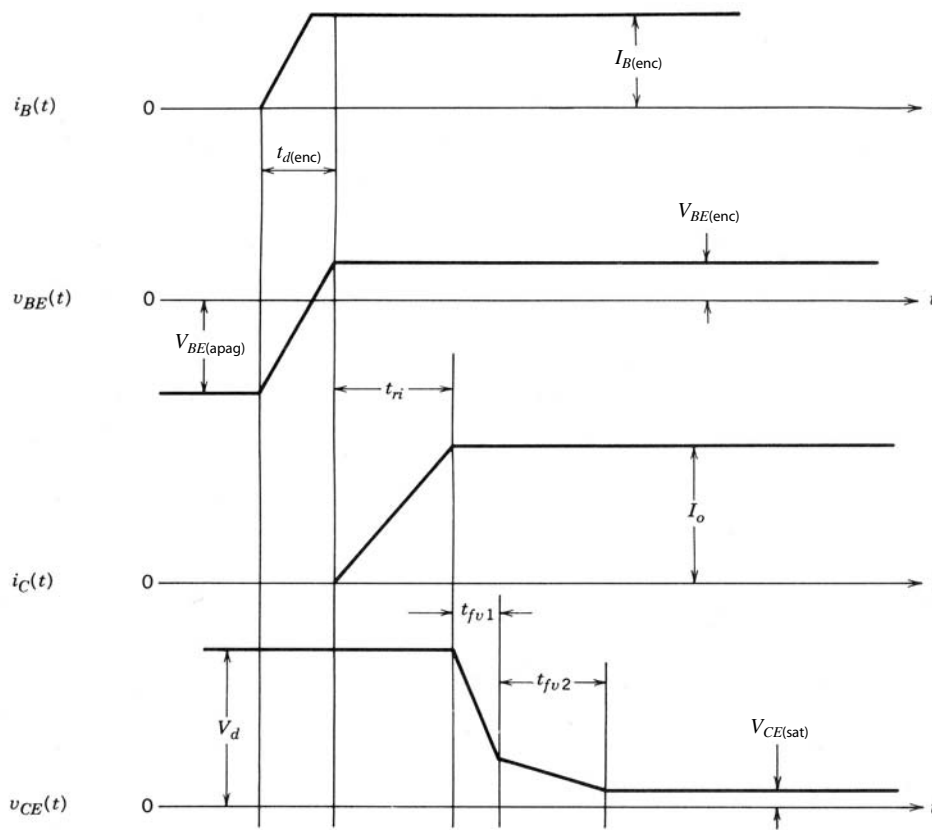 I_B(enc)
i_B(t) 0
t_d(enc)
V_BE(enc)
v_BE(t) 0 t
V_BE(apag)
t_ri
I_o
i_C(t) 0
t_fv1
t_fv2
V_d
V_CE(sat)
v_CE(t) 0